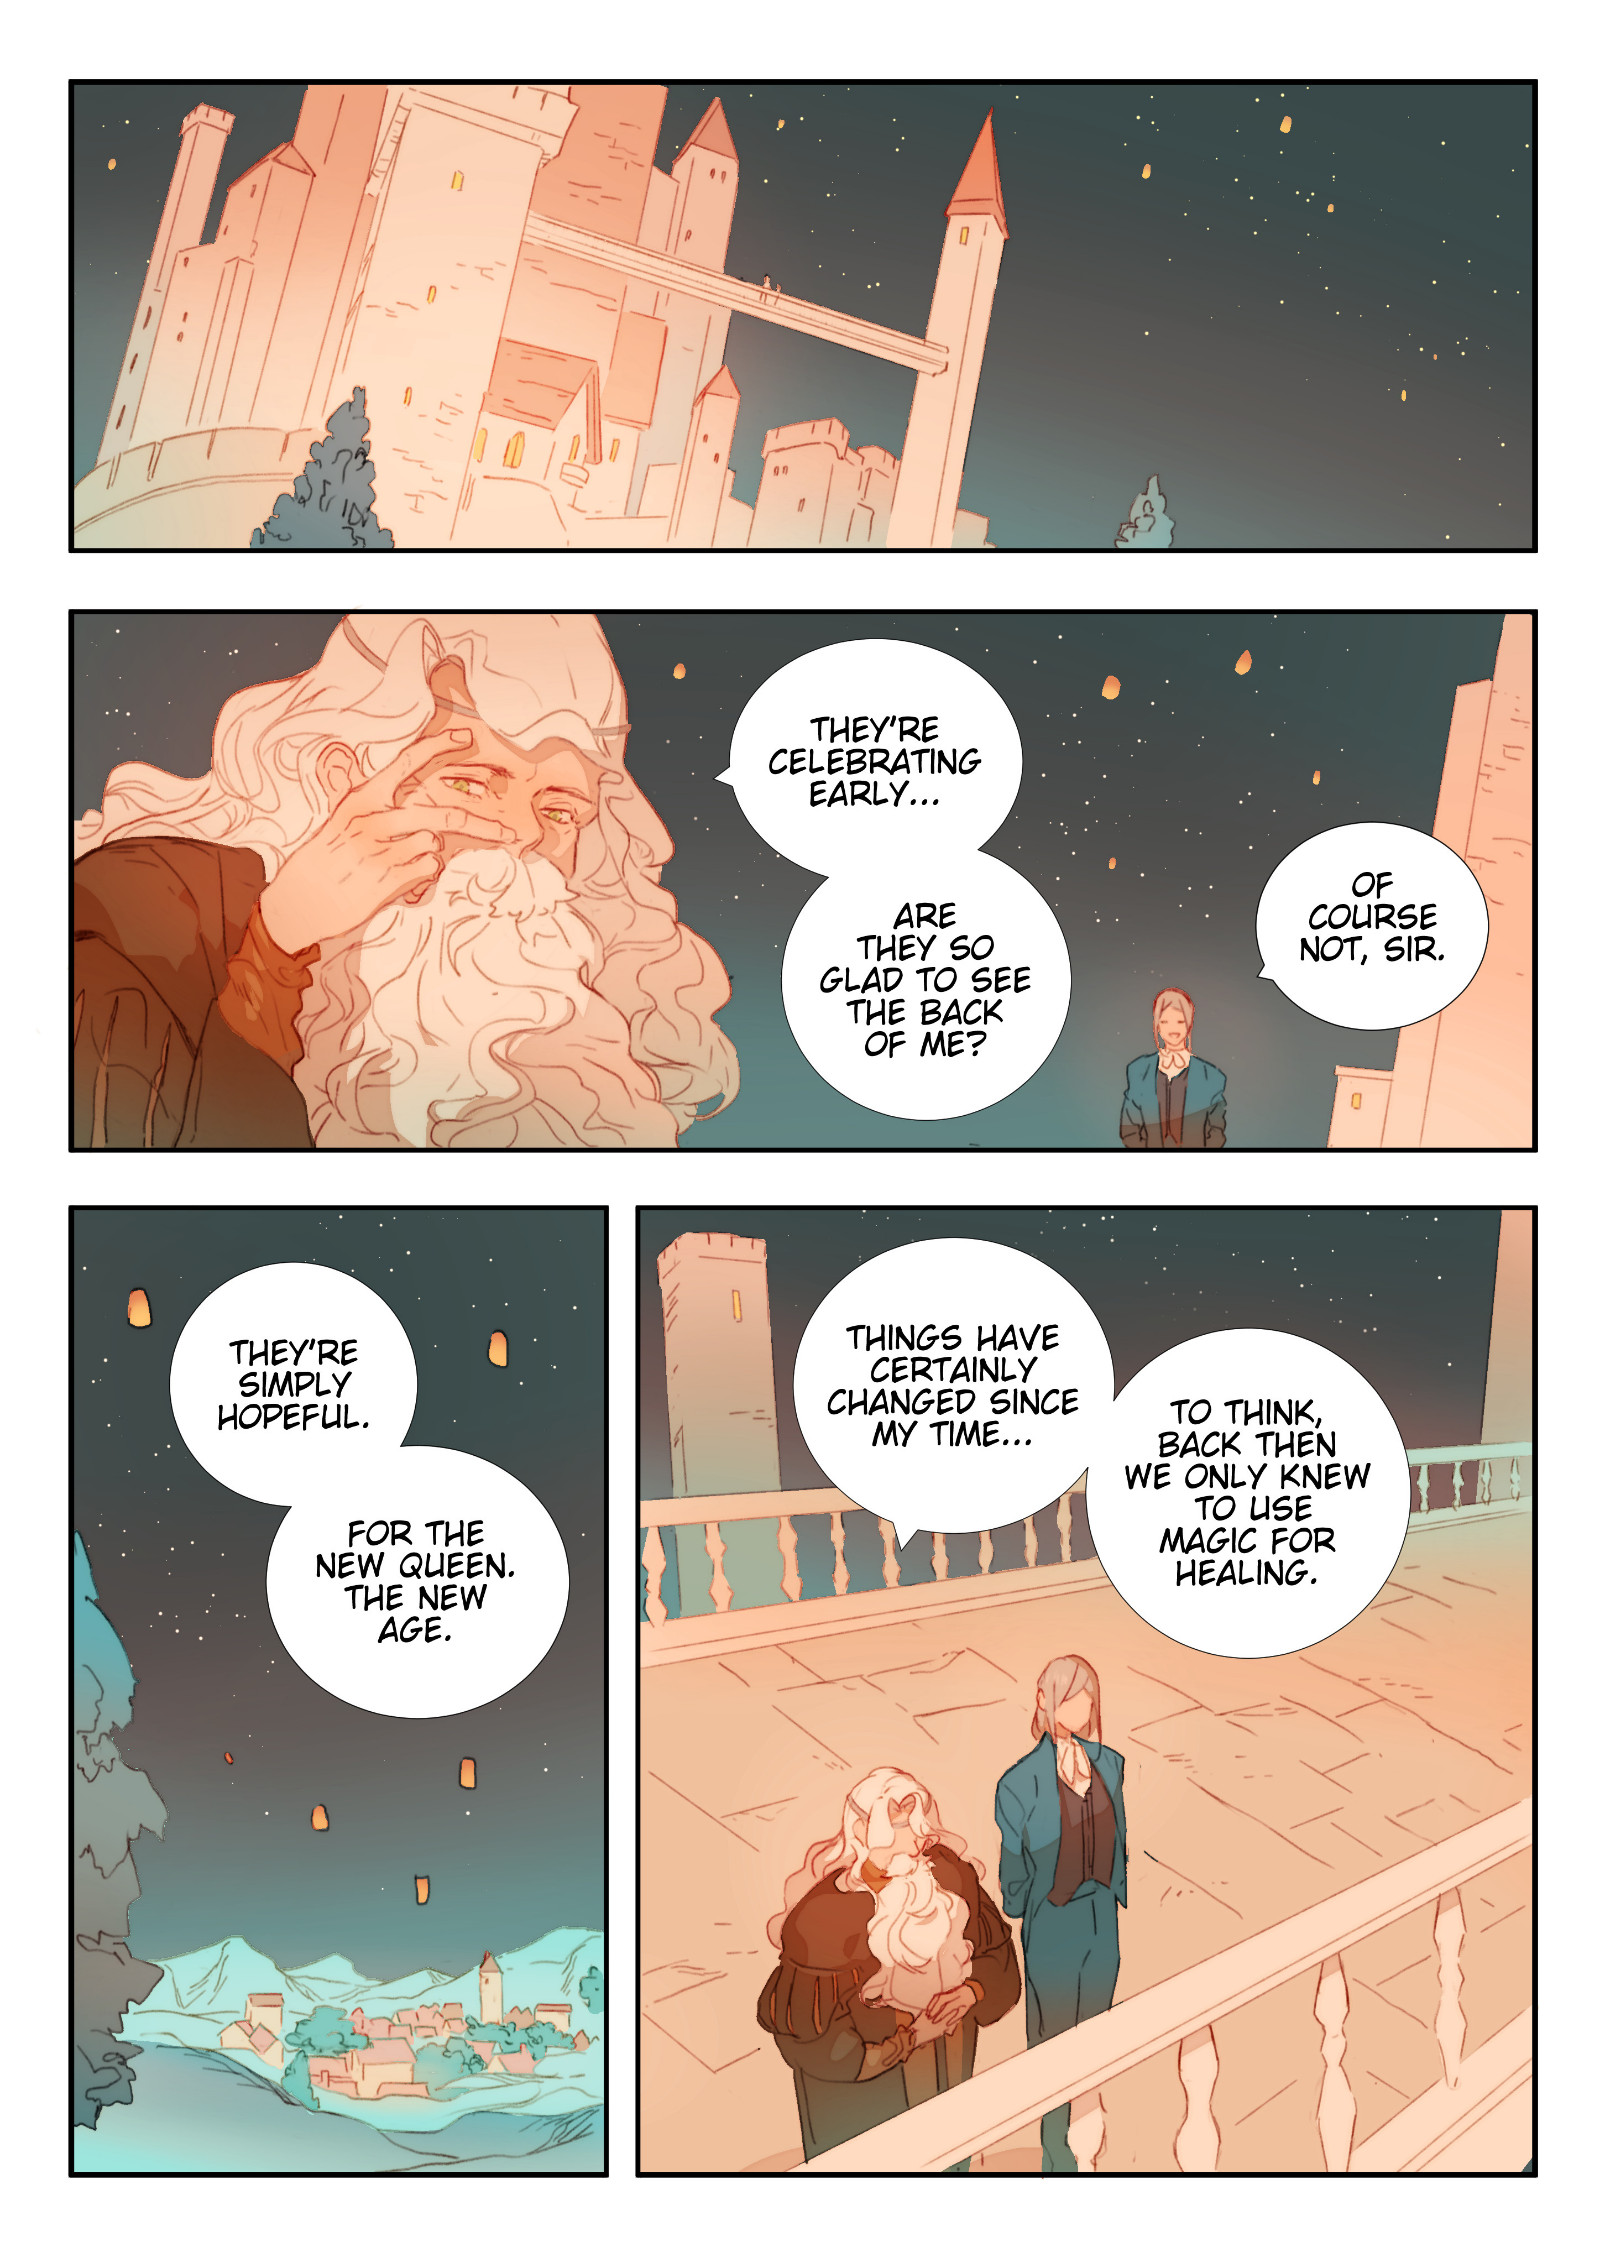 THEY'RE
CELEBRATING
EARLY...
ARE
THEY SO
GLAD TO SEE
THE BACK
OF ME?
OF
COURSE
NOT, SIR.
THEY'RE
SIMPLY
HOPEFUL.
FOR THE
NEW QUEEN.
THE NEW
AGE.
THINGS HAVE
CERTAINLY
CHANGED SINCE
MY TIME...
TO THINK,
BACK THEN
WE ONLY KNEW
TO USE
MAGIC FOR
HEALING.